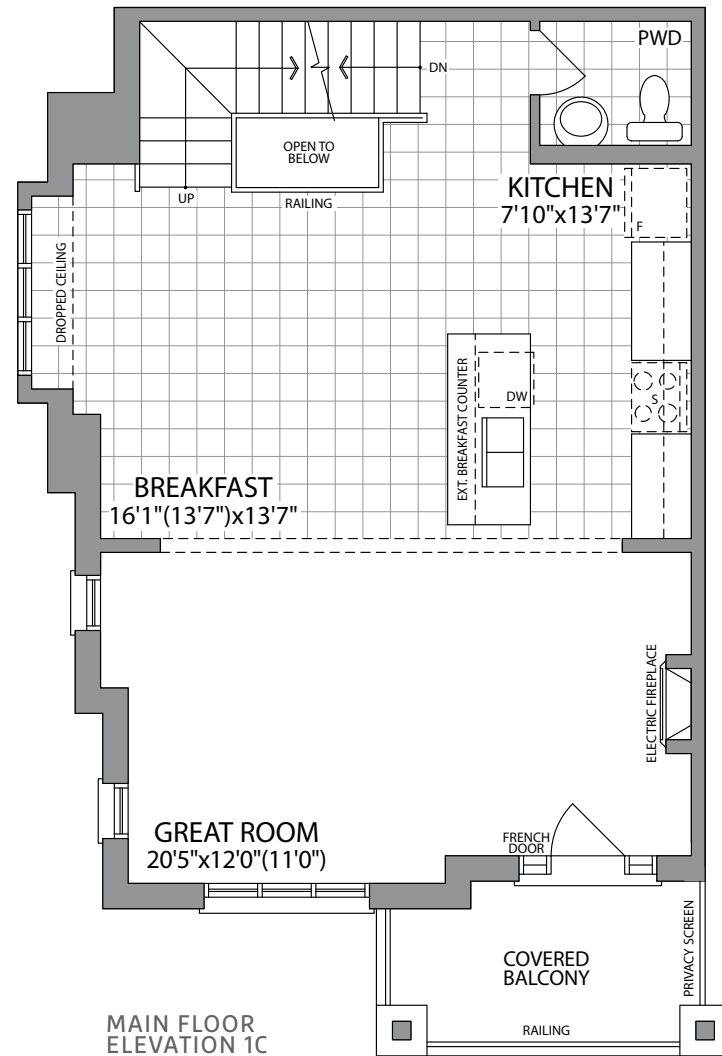 PWD
DN
OPEN TO
BELOW
KITCHEN
7'10"x13'7"
UP
RAILING
F
DROPPED CEILING
EXT. BREAKFAST COUNTER
DW
S
BREAKFAST
16'1"(13'7")x13'7"
ELECTRIC FIREPLACE
GREAT ROOM
20'5"x12'0"(11'0")
FRENCH
DOOR
PRIVACY SCREEN
COVERED
BALCONY
RAILING
MAIN FLOOR
ELEVATION 1C